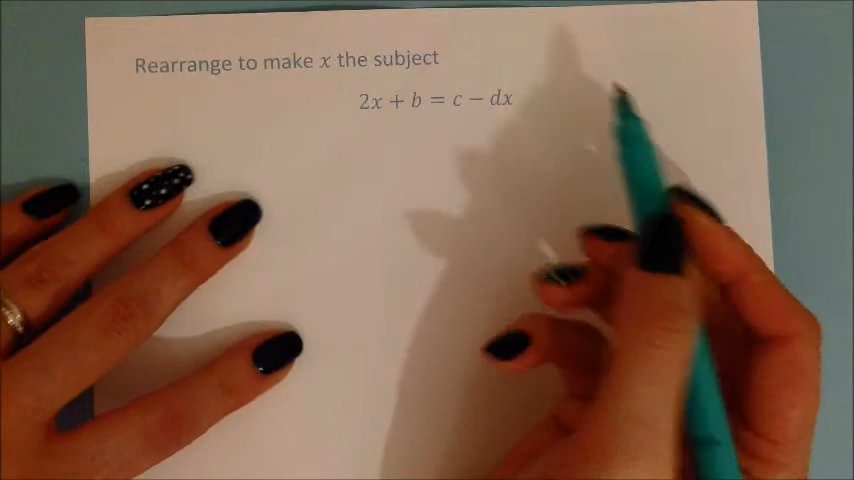 Rearrange to make x the subject
2x + b = c − dx